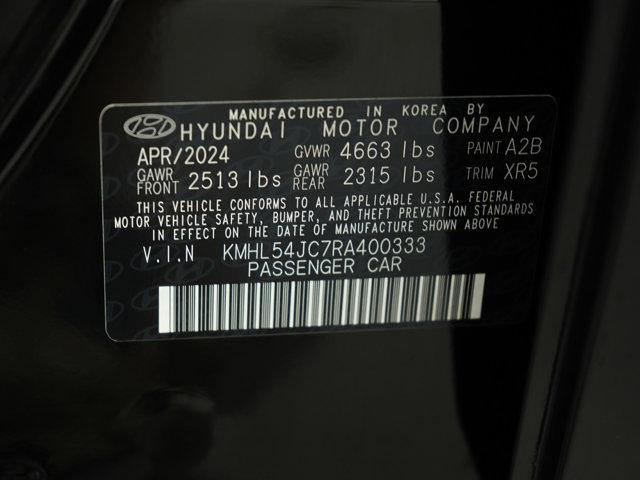 MANUFACTURED IN KOREA BY
HYUNDAI MOTOR COMPANY
APR/2024 GVWR 4663 lbs PAINT A2B
GAWR FRONT 2513 lbs GAWR REAR 2315 lbs TRIM XR5
THIS VEHICLE CONFORMS TO ALL APPLICABLE U.S.A. FEDERAL
MOTOR VEHICLE SAFETY, BUMPER, AND THEFT PREVENTION STANDARDS
IN EFFECT ON THE DATE OF MANUFACTURE SHOWN ABOVE
V.I.N KMHL54JC7RA400333
PASSENGER CAR